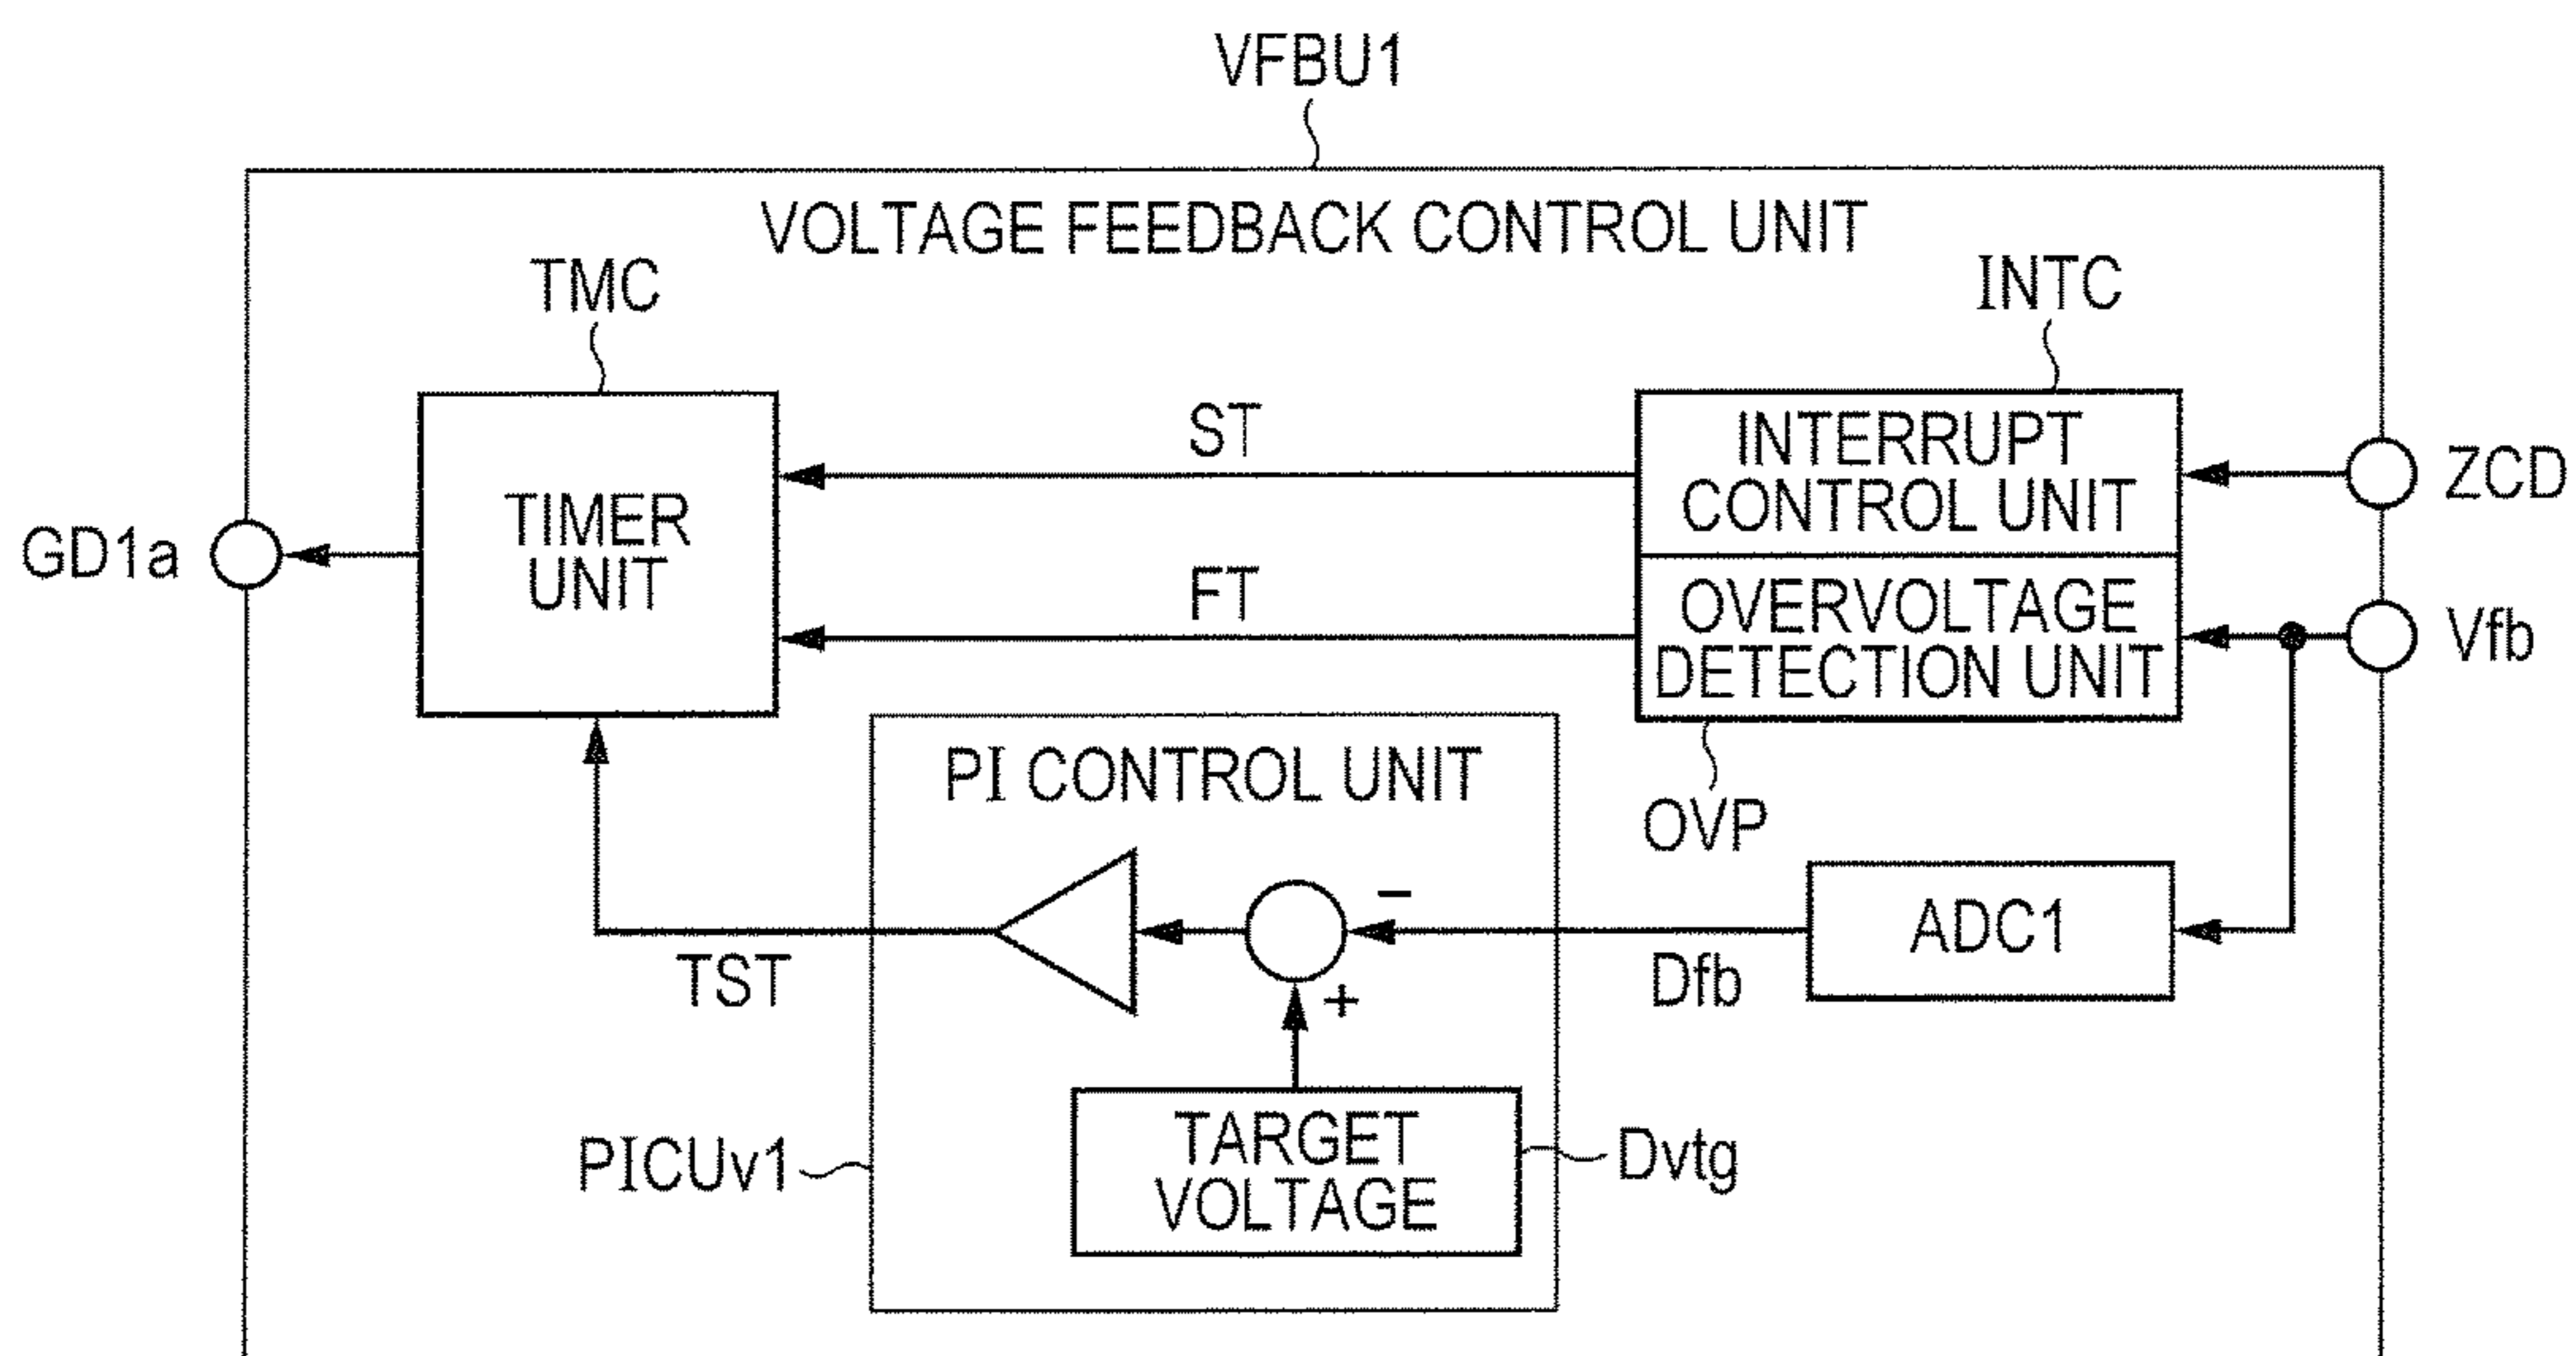 VFBU1
VOLTAGE FEEDBACK CONTROL UNIT
TMC
INTC
ST
INTERRUPT
CONTROL UNIT
ZCD
TIMER
UNIT
GD1a
FT
OVERVOLTAGE
DETECTION UNIT
Vfb
PI CONTROL UNIT
OVP
−
ADC1
TST
+
Dfb
TARGET
VOLTAGE
PICUv1
Dvtg